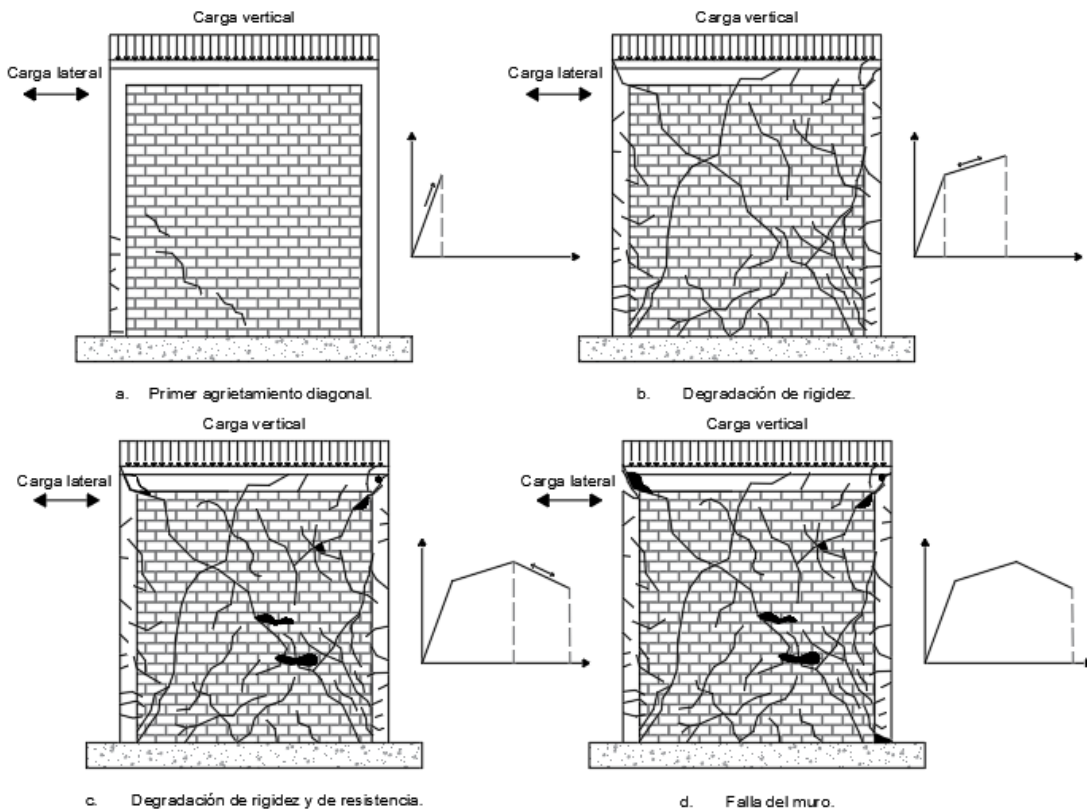 Carga vertical
Carga lateral
a. Primer agrietamiento diagonal.
Carga vertical
Carga lateral
b. Degradación de rigidez.
Carga vertical
Carga lateral
c. Degradación de rigidez y de resistencia.
Carga vertical
Carga lateral
d. Falla del muro.